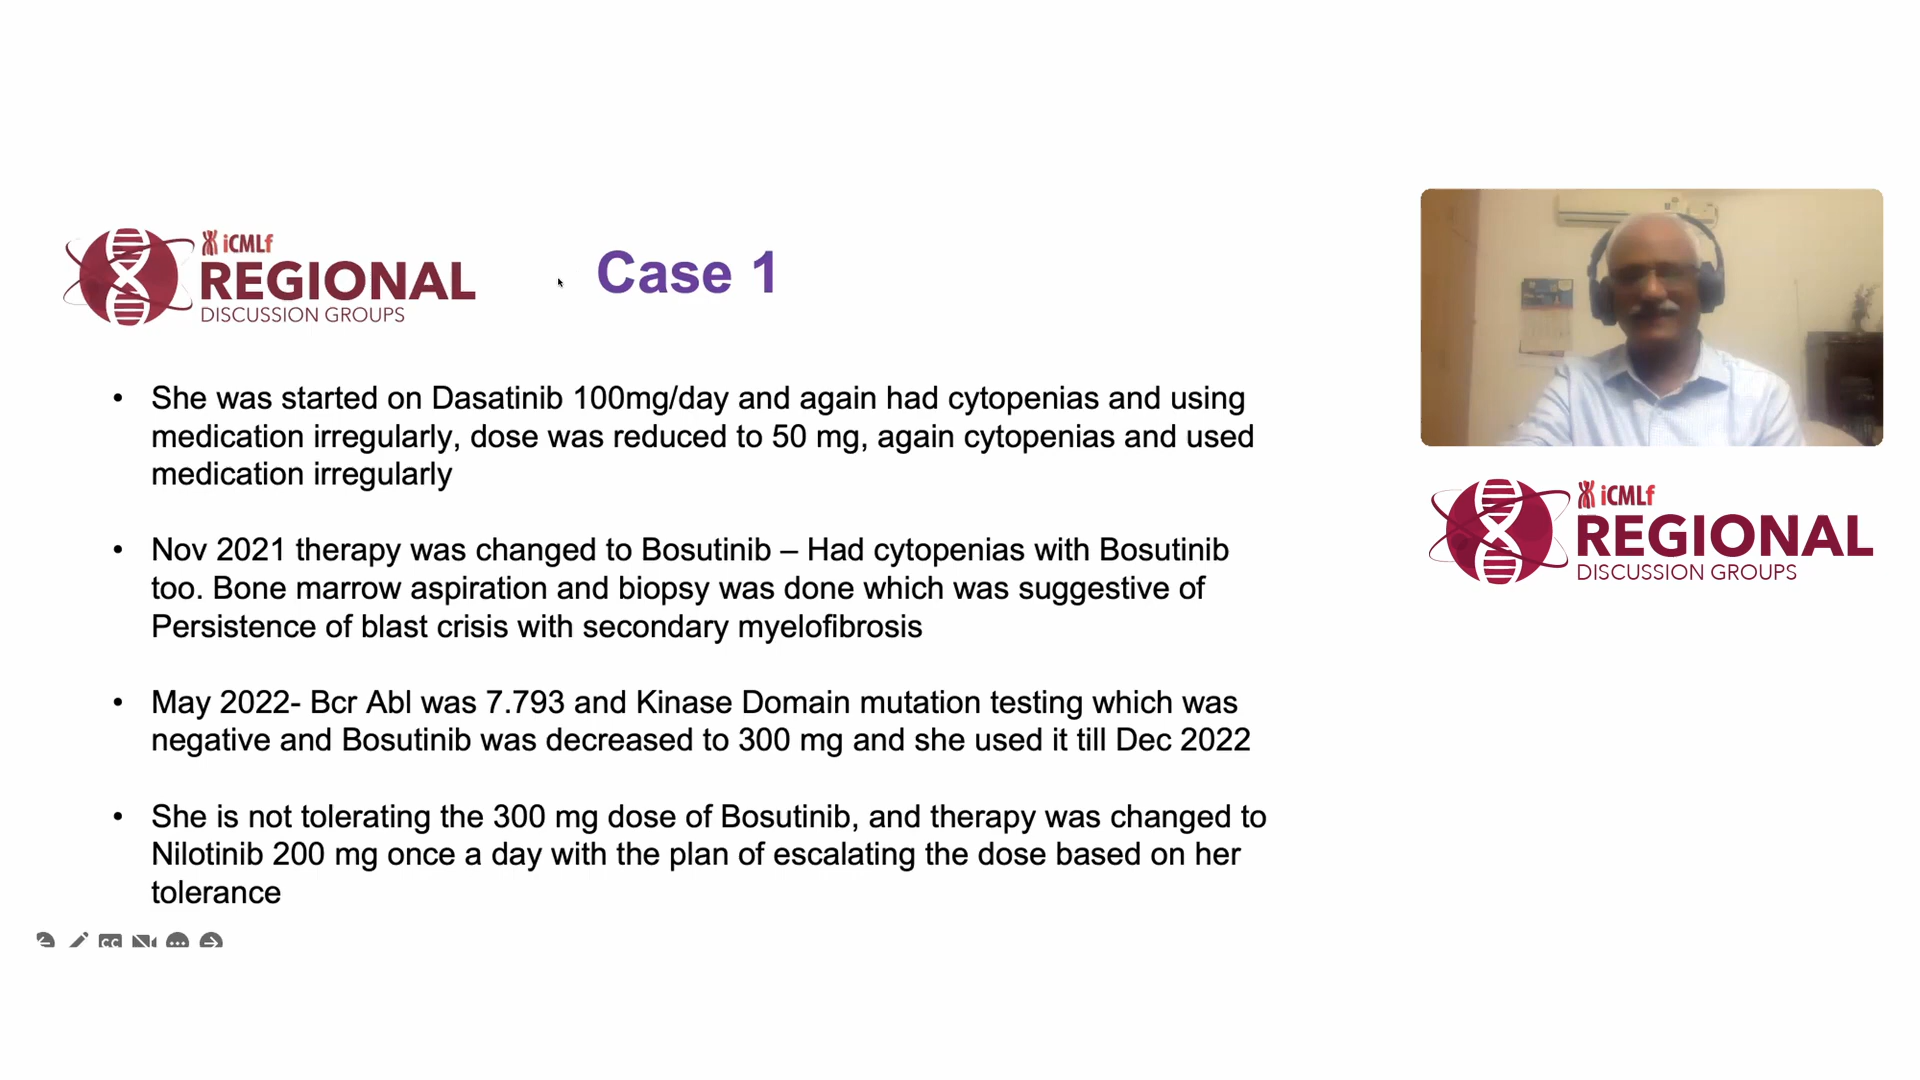 iCMLf
REGIONAL
DISCUSSION GROUPS
Case 1
• She was started on Dasatinib 100mg/day and again had cytopenias and using
medication irregularly, dose was reduced to 50 mg, again cytopenias and used
medication irregularly
• Nov 2021 therapy was changed to Bosutinib – Had cytopenias with Bosutinib
too. Bone marrow aspiration and biopsy was done which was suggestive of
Persistence of blast crisis with secondary myelofibrosis
• May 2022- Bcr Abl was 7.793 and Kinase Domain mutation testing which was
negative and Bosutinib was decreased to 300 mg and she used it till Dec 2022
• She is not tolerating the 300 mg dose of Bosutinib, and therapy was changed to
Nilotinib 200 mg once a day with the plan of escalating the dose based on her
tolerance
CC
iCMLf
REGIONAL
DISCUSSION GROUPS